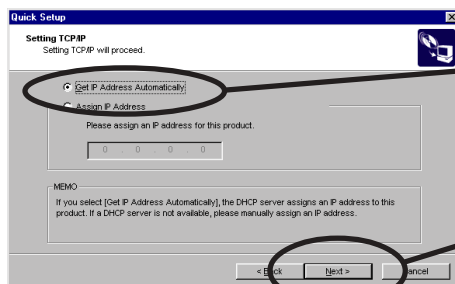 Quick Setup
Setting TCP/IP
Setting TCP/IP will proceed.
Get IP Address Automatically
Assign IP Address
Please assign an IP address for this product.
0 . 0 . 0 . 0
MEMO
If you select [Get IP Address Automatically], the DHCP server assigns an IP address to this
product. If a DHCP server is not available, please manually assign an IP address.
< Back Next > Cancel